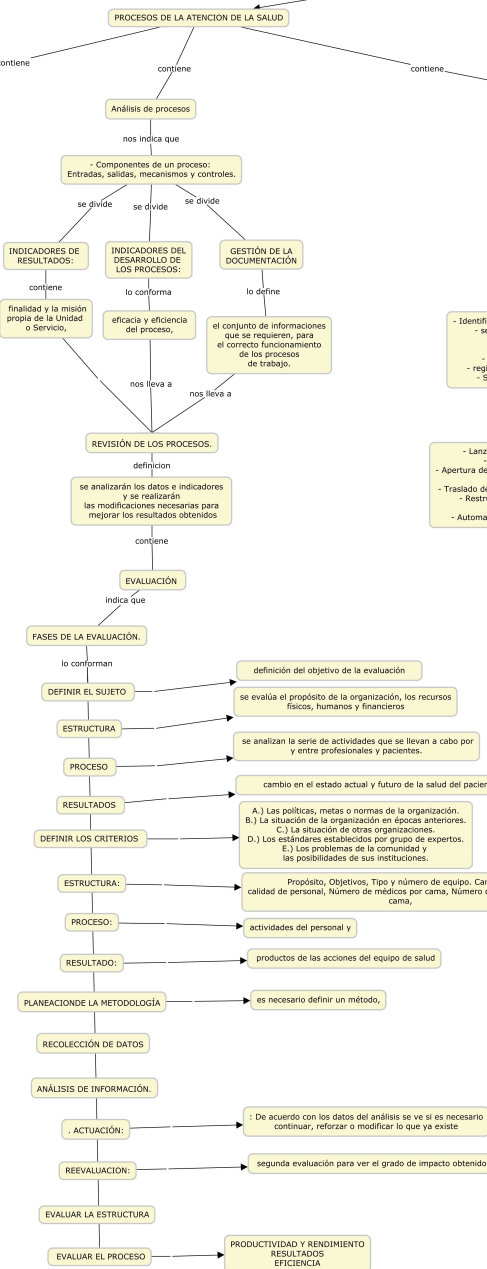 PROCESOS DE LA ATENCION DE LA SALUD
contiene
contiene
Análisis de procesos
nos indica que
- Componentes de un proceso:
Entradas, salidas, mecanismos y controles.
se divide
se divide
se divide
INDICADORES DE
RESULTADOS:
INDICADORES DEL
DESARROLLO DE
LOS PROCESOS:
GESTIÓN DE LA
DOCUMENTACIÓN
contiene
lo conforma
lo define
finalidad y la misión
propia de la Unidad
o Servicio,
eficacia y eficiencia
del proceso,
el conjunto de informaciones
que se requieren, para
el correcto funcionamiento
de los procesos
de trabajo.
- Identifi
- se
-
- regi
- S
nos lleva a
nos lleva a
REVISIÓN DE LOS PROCESOS.
definicion
se analizarán los datos e indicadores
y se realizarán
las modificaciones necesarias para
mejorar los resultados obtenidos
- Lanz
-
- Apertura de
- Traslado de
- Restru
- Automa
contiene
EVALUACIÓN
indica que
FASES DE LA EVALUACIÓN.
lo conforman
DEFINIR EL SUJETO
definición del objetivo de la evaluación
ESTRUCTURA
se evalúa el propósito de la organización, los recursos
físicos, humanos y financieros
PROCESO
se analizan la serie de actividades que se llevan a cabo por
y entre profesionales y pacientes.
RESULTADOS
cambio en el estado actual y futuro de la salud del pacien
DEFINIR LOS CRITERIOS
A.) Las políticas, metas o normas de la organización.
B.) La situación de la organización en épocas anteriores.
C.) La situación de otras organizaciones.
D.) Los estándares establecidos por grupo de expertos.
E.) Los problemas de la comunidad y
las posibilidades de sus instituciones.
ESTRUCTURA:
Propósito, Objetivos, Tipo y número de equipo. Can
calidad de personal, Número de médicos por cama, Número d
cama,
PROCESO:
actividades del personal y
RESULTADO:
productos de las acciones del equipo de salud
PLANEACIONDE LA METODOLOGÍA
es necesario definir un método,
RECOLECCIÓN DE DATOS
ANÁLISIS DE INFORMACIÓN.
. ACTUACIÓN:
: De acuerdo con los datos del análisis se ve si es necesario
continuar, reforzar o modificar lo que ya existe
REEVALUACION:
segunda evaluación para ver el grado de impacto obtenido
EVALUAR LA ESTRUCTURA
EVALUAR EL PROCESO
PRODUCTIVIDAD Y RENDIMIENTO
RESULTADOS
EFICIENCIA